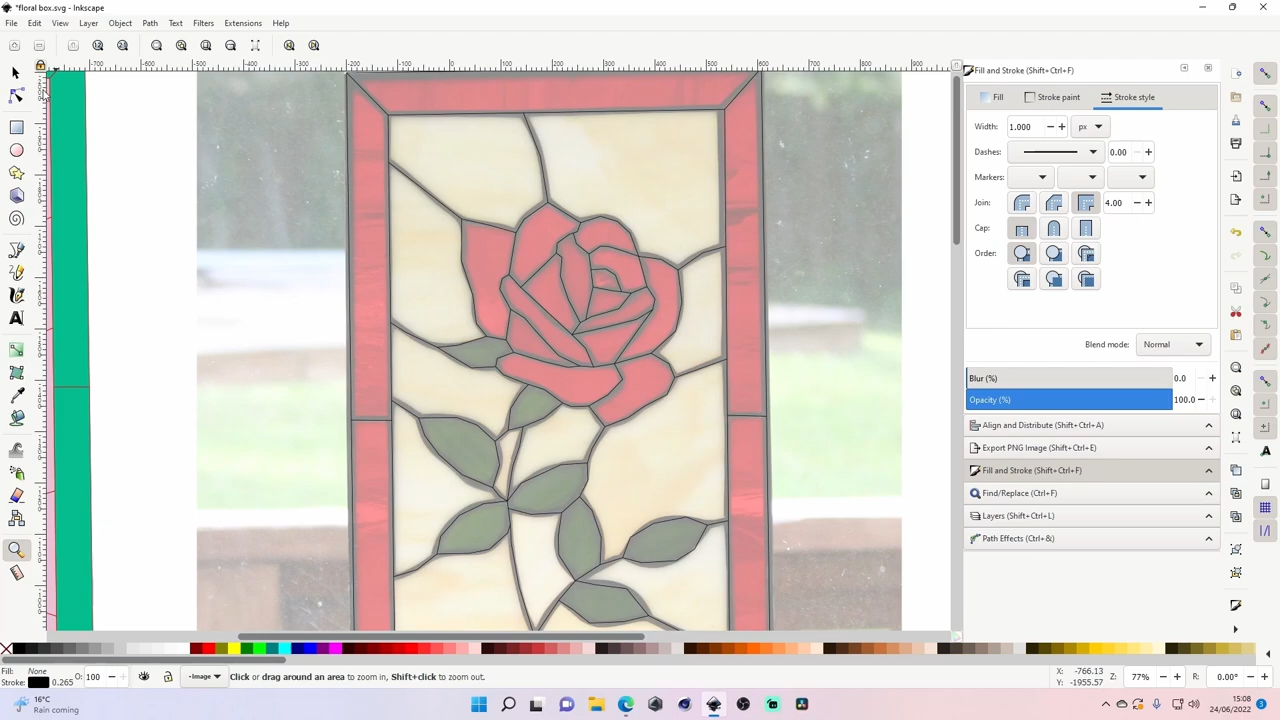 *floral box.svg - Inkscape
File Edit View Layer Object Path Text Filters Extensions Help
Fill and Stroke (Shift+Ctrl+F)
Fill Stroke paint Stroke style
Width: 1.000 px
Dashes: 0.00
Markers:
Join: 4.00
Cap:
Order:
Blend mode: Normal
Blur (%) 0.0
Opacity (%) 100.0
Align and Distribute (Shift+Ctrl+A)
Export PNG Image (Shift+Ctrl+E)
Fill and Stroke (Shift+Ctrl+F)
Find/Replace (Ctrl+F)
Layers (Shift+Ctrl+L)
Path Effects (Ctrl+&)
Fill: None
Stroke: 0.265 O: 100 -Image Click or drag around an area to zoom in, Shift+click to zoom out.
X: -766.13
Y: -1955.57
Z: 77% R: 0.00°
16°C
Rain coming
15:08
24/06/2022 3